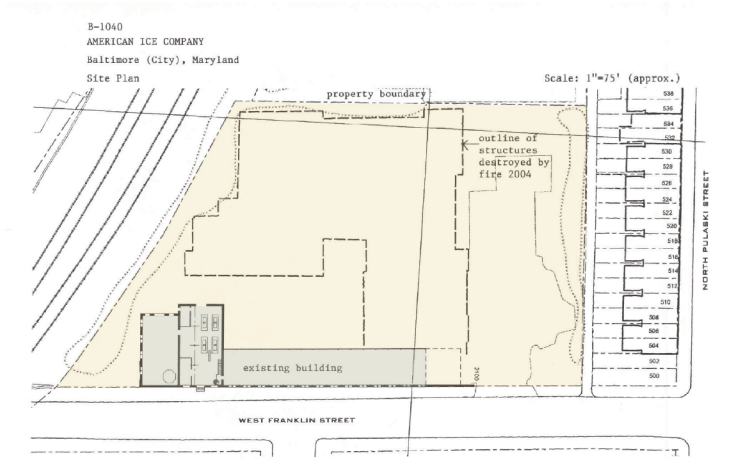 B-1040
AMERICAN ICE COMPANY
Baltimore (City), Maryland
Site Plan
Scale: 1"=75' (approx.)
property boundary
outline of
structures
destroyed by
fire 2004
538
536
534
532
530
528
526
524
522
520
518
516
514
512
510
508
506
504
502
500
NORTH PULASKI STREET
existing building
2100
WEST FRANKLIN STREET